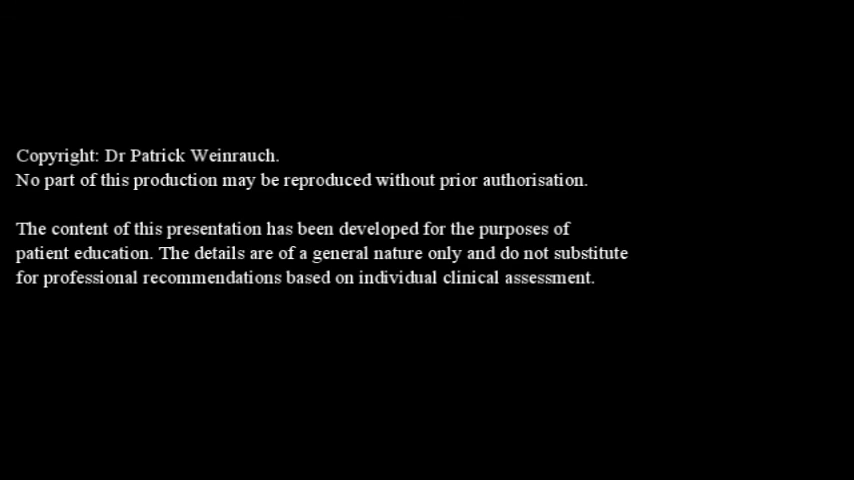 Copyright: Dr Patrick Weinrauch.
No part of this production may be reproduced without prior authorisation.
The content of this presentation has been developed for the purposes of
patient education. The details are of a general nature only and do not substitute
for professional recommendations based on individual clinical assessment.